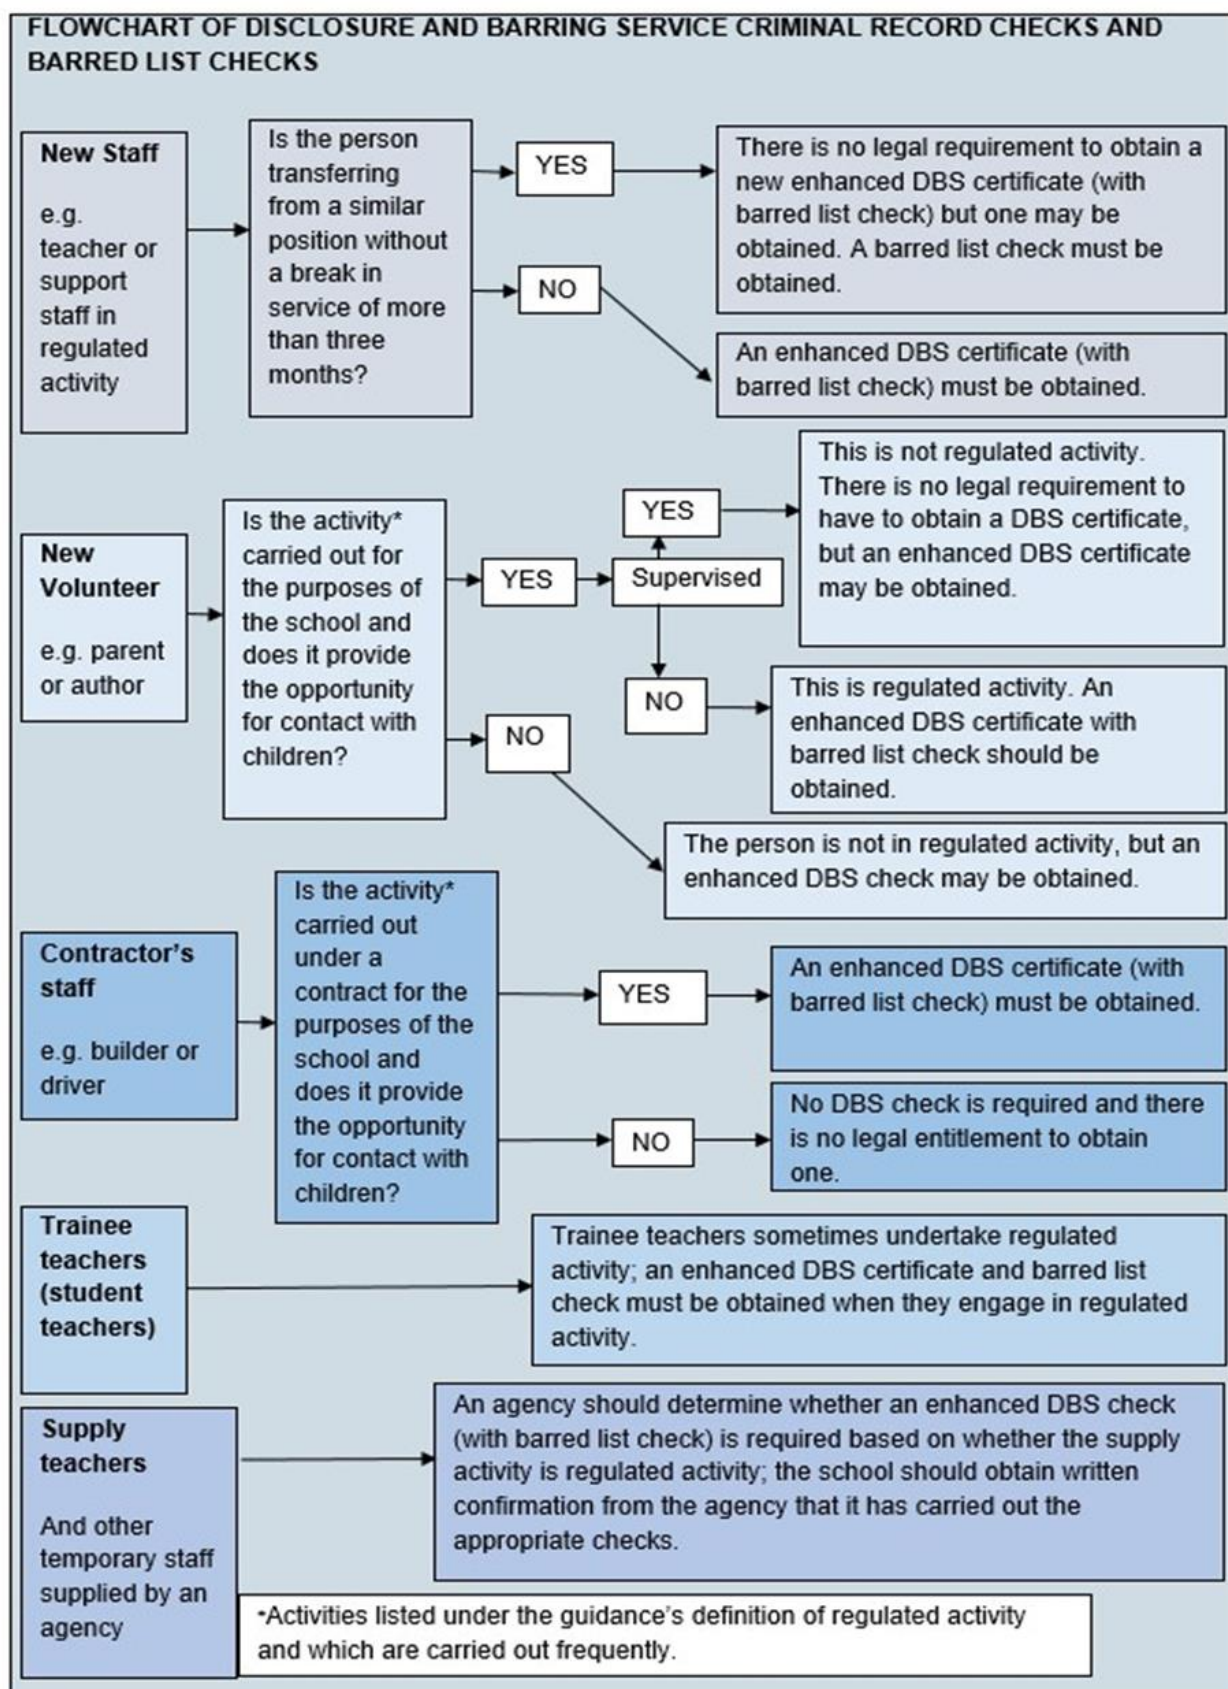 FLOWCHART OF DISCLOSURE AND BARRING SERVICE CRIMINAL RECORD CHECKS AND
BARRED LIST CHECKS
New Staff
e.g.
teacher or
support
staff in
regulated
activity
Is the person
transferring
from a similar
position without
a break in
service of more
than three
months?
YES
There is no legal requirement to obtain a
new enhanced DBS certificate (with
barred list check) but one may be
obtained. A barred list check must be
obtained.
NO
An enhanced DBS certificate (with
barred list check) must be obtained.
New
Volunteer
e.g. parent
or author
Is the activity*
carried out for
the purposes of
the school and
does it provide
the opportunity
for contact with
children?
YES
Supervised
YES
This is not regulated activity.
There is no legal requirement to
have to obtain a DBS certificate,
but an enhanced DBS certificate
may be obtained.
NO
This is regulated activity. An
enhanced DBS certificate with
barred list check should be
obtained.
NO
The person is not in regulated activity, but an
enhanced DBS check may be obtained.
Contractor's
staff
e.g. builder or
driver
Is the activity*
carried out
under a
contract for the
purposes of the
school and
does it provide
the opportunity
for contact with
children?
YES
An enhanced DBS certificate (with
barred list check) must be obtained.
NO
No DBS check is required and there
is no legal entitlement to obtain
one.
Trainee
teachers
(student
teachers)
Trainee teachers sometimes undertake regulated
activity; an enhanced DBS certificate and barred list
check must be obtained when they engage in regulated
activity.
Supply
teachers
And other
temporary staff
supplied by an
agency
An agency should determine whether an enhanced DBS check
(with barred list check) is required based on whether the supply
activity is regulated activity; the school should obtain written
confirmation from the agency that it has carried out the
appropriate checks.
*Activities listed under the guidance's definition of regulated activity
and which are carried out frequently.